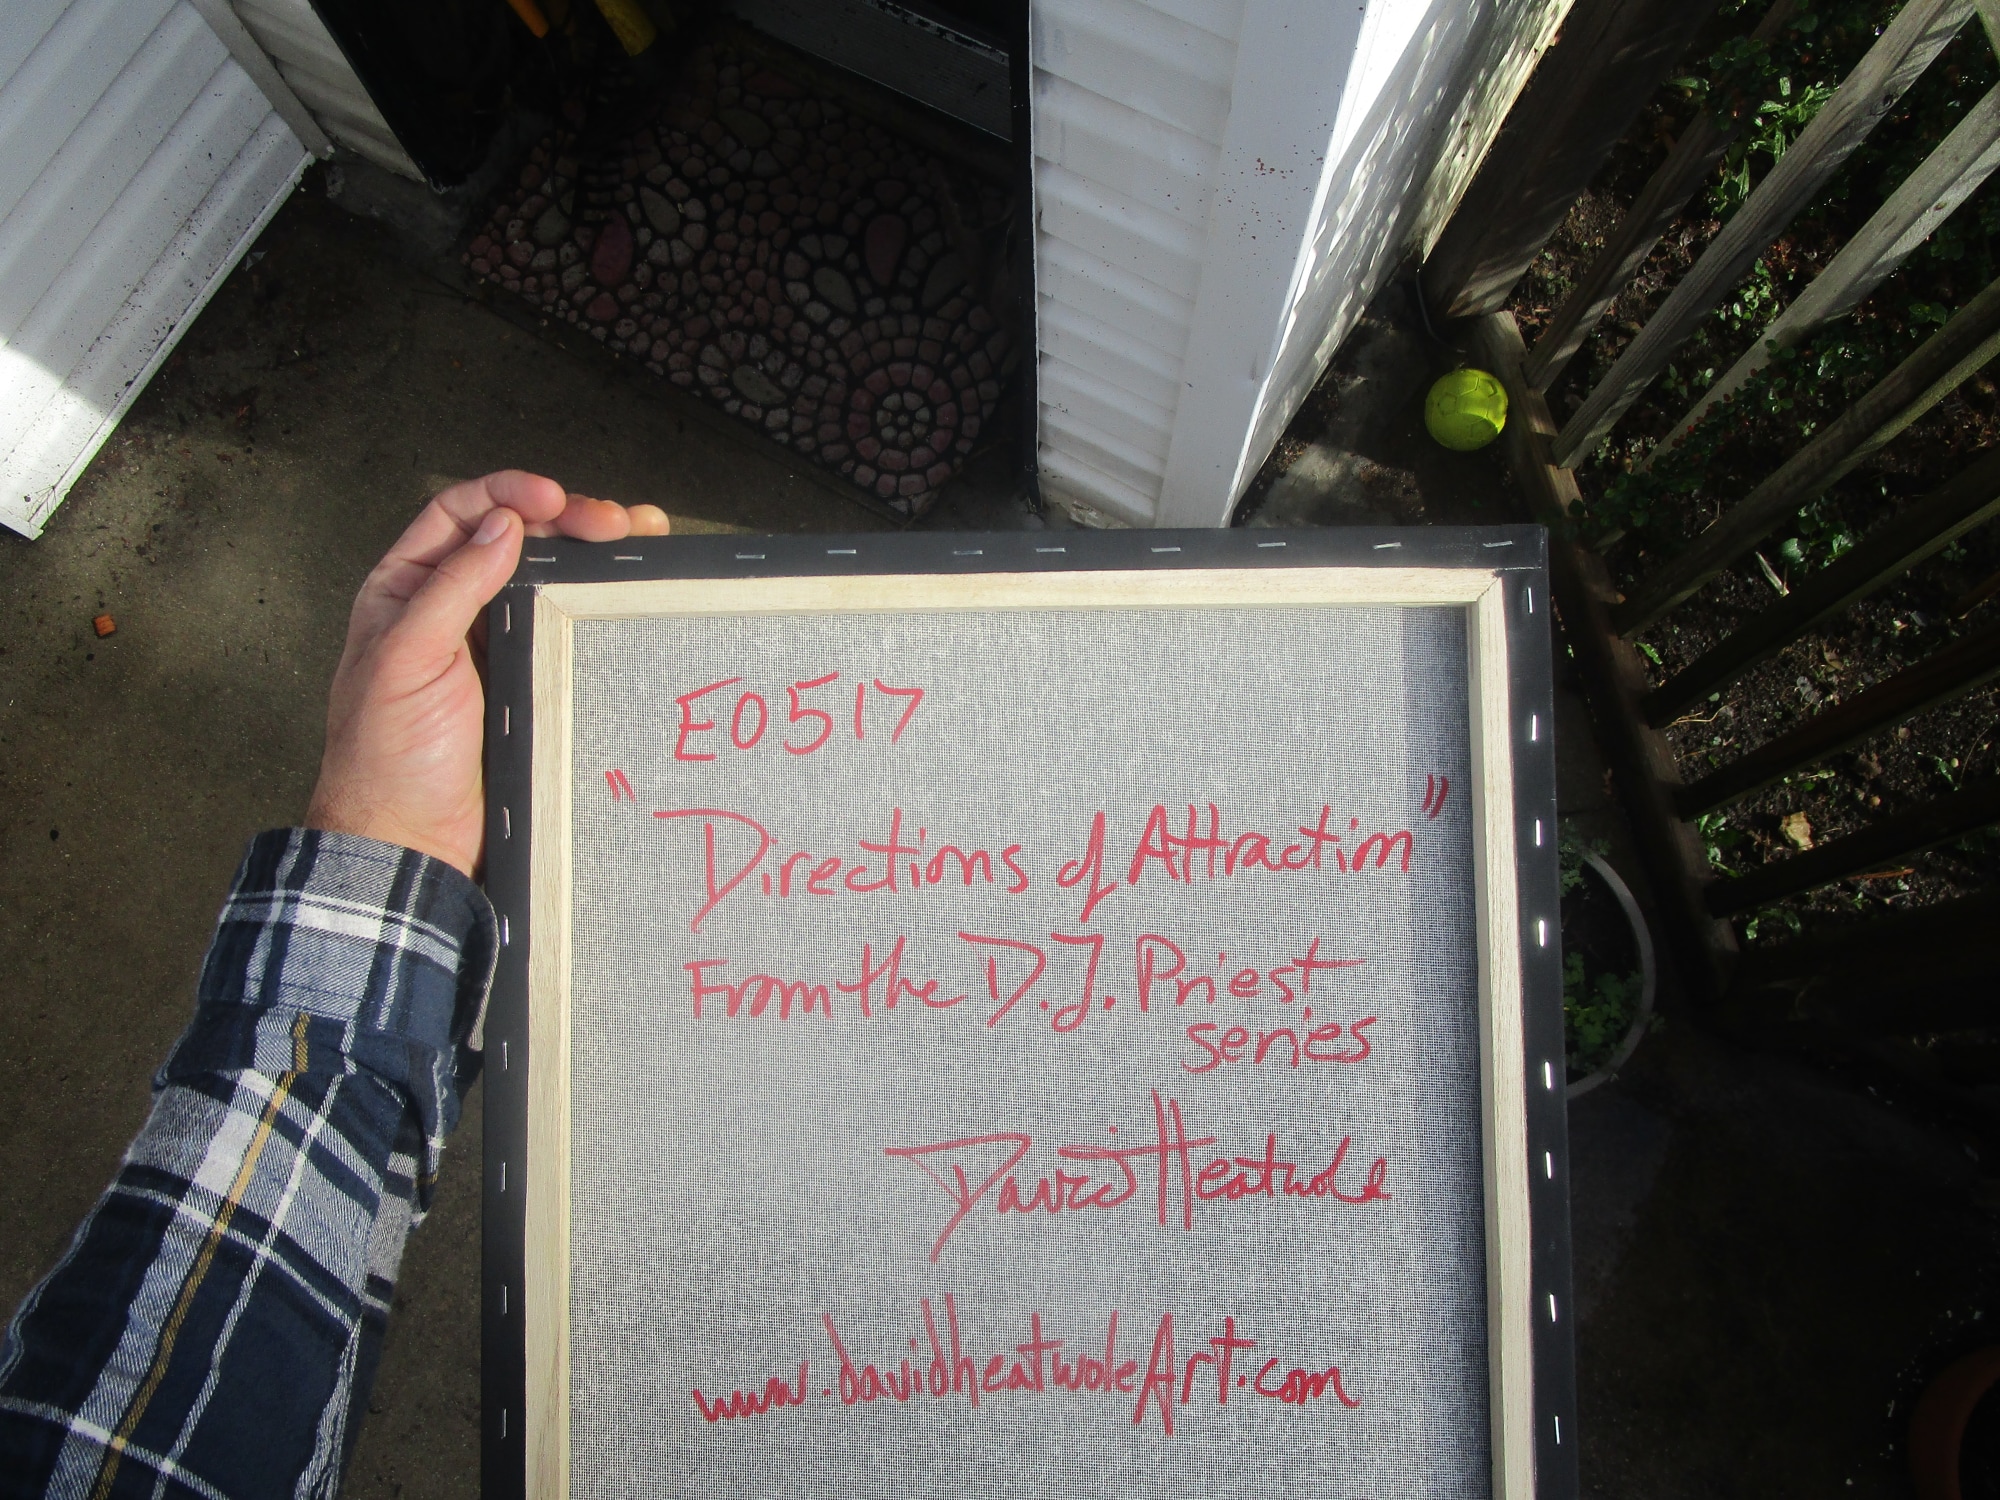 E0517
"Directions of Attraction"
From the D.J. Priest
series
David Heatwole
www.davidheatwoleArt.com